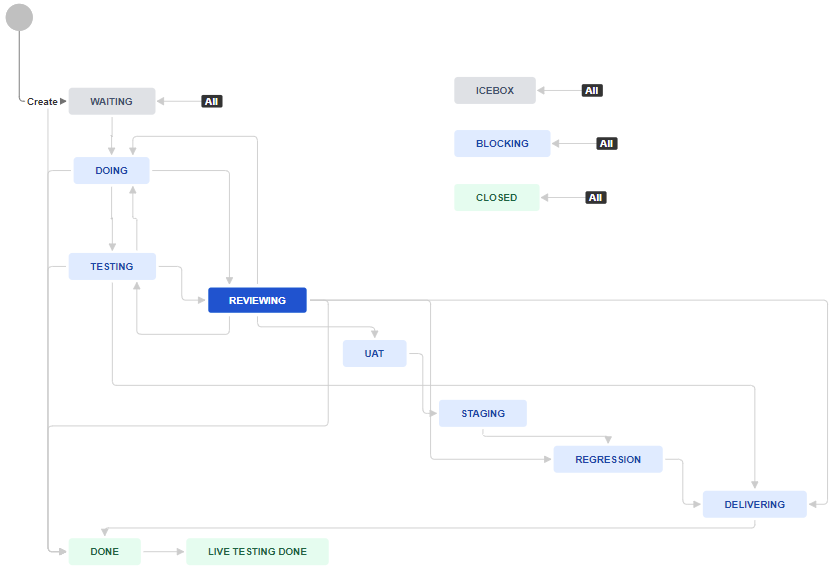 Create
WAITING
All
ICEBOX
All
BLOCKING
All
DOING
CLOSED
All
TESTING
REVIEWING
UAT
STAGING
REGRESSION
DELIVERING
DONE
LIVE TESTING DONE